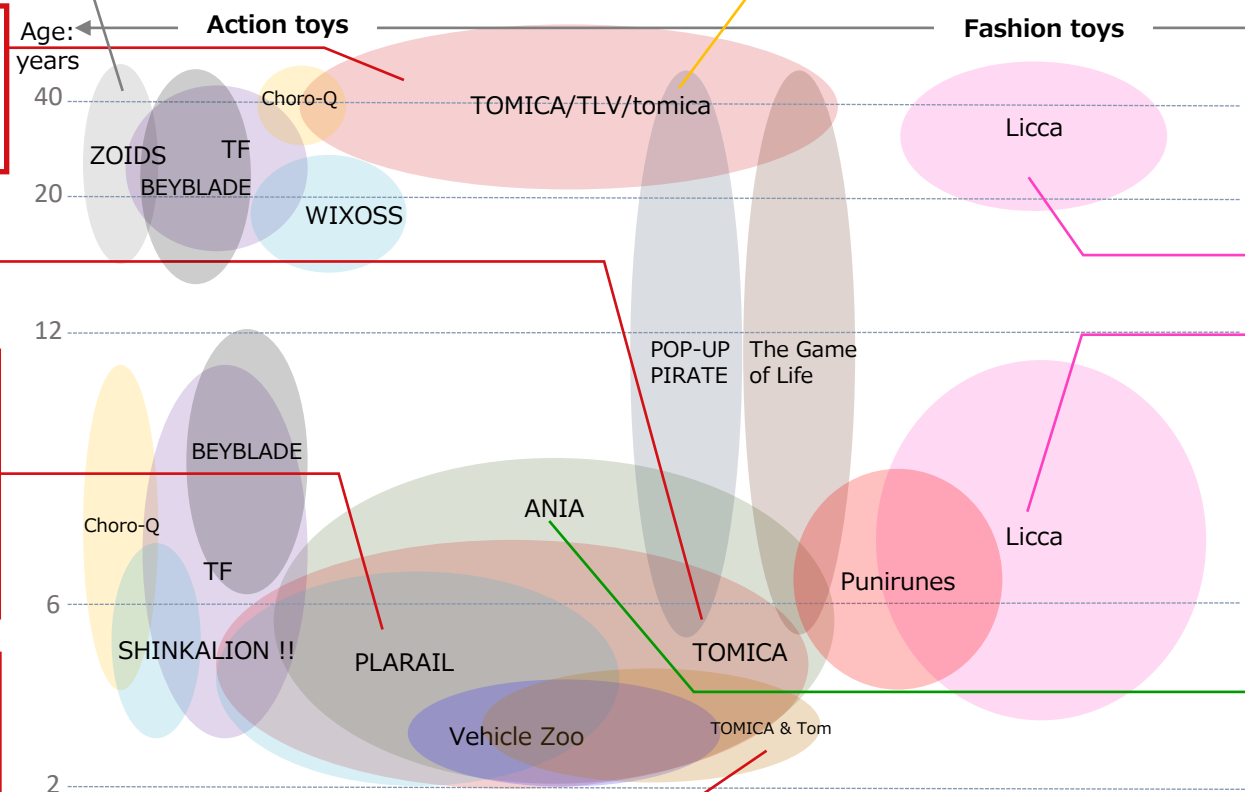 Age:
years
Action toys
Fashion toys
40
Choro-Q
TOMICA/TLV/tomica
Licca
ZOIDS
TF
BEYBLADE
20
WIXOSS
12
POP-UP
PIRATE
The Game
of Life
BEYBLADE
ANIA
Choro-Q
Licca
TF
Punirunes
6
SHINKALION !!
PLARAIL
TOMICA
Vehicle Zoo
TOMICA & Tom
2